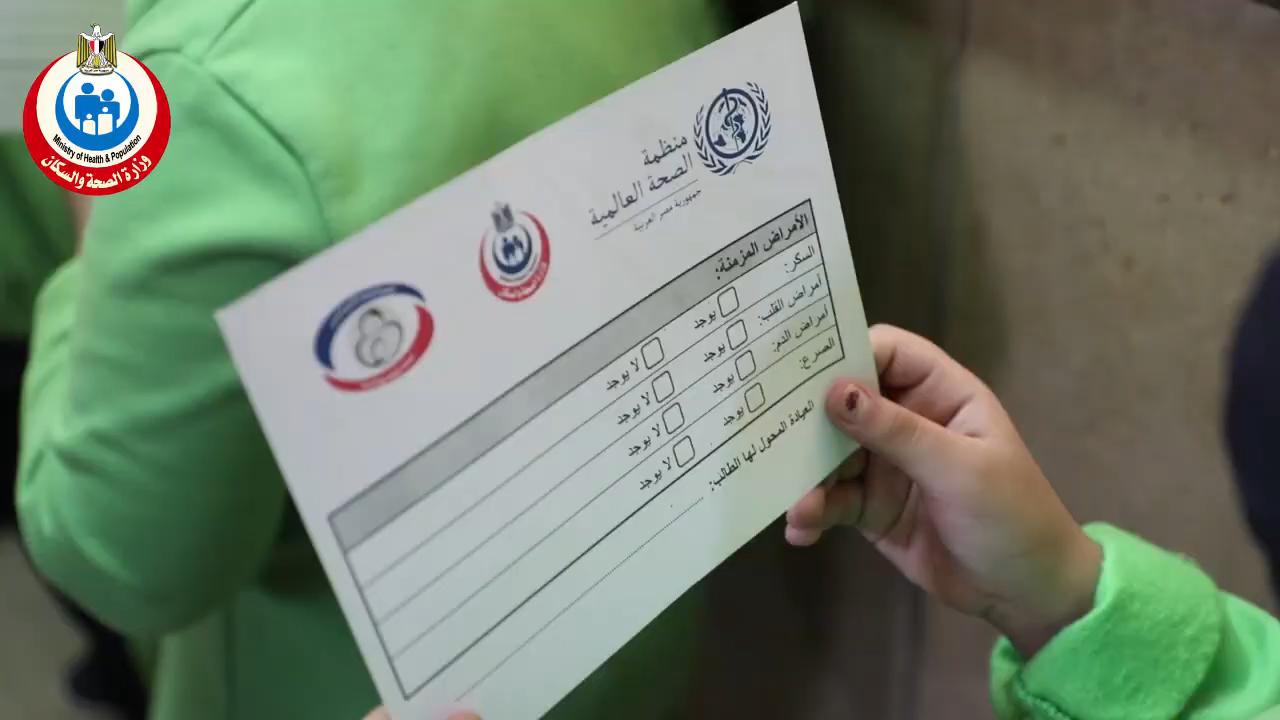 Ministry of Health & Population
وزارة الصحة والسكان
منظمة
الصحة العالمية
جمهورية مصر العربية
الأمراض المزمنة:
السكر: يوجد لا يوجد
أمراض القلب: يوجد لا يوجد
أمراض الدم: يوجد لا يوجد
الصرع: يوجد لا يوجد
العيادة المحول لها الطالب: